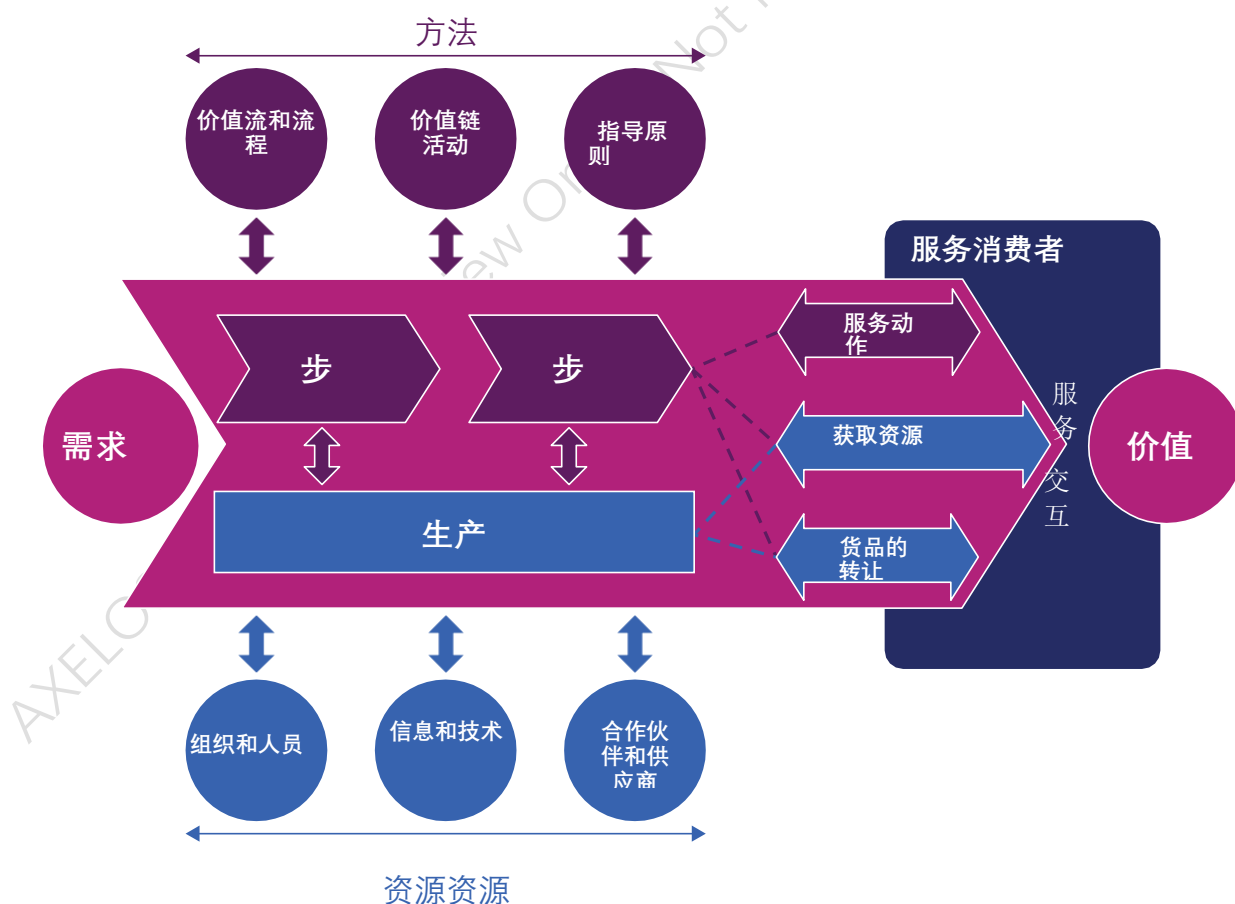 方法
价值流和流
程
价值链
活动
指导原
则
服务消费者
服务动
作
步
步
服
务
获取资源
需求
价值
交
互
生产
货品的
转让
组织和人员
信息和技术
合作伙
伴和供
应商
资源资源